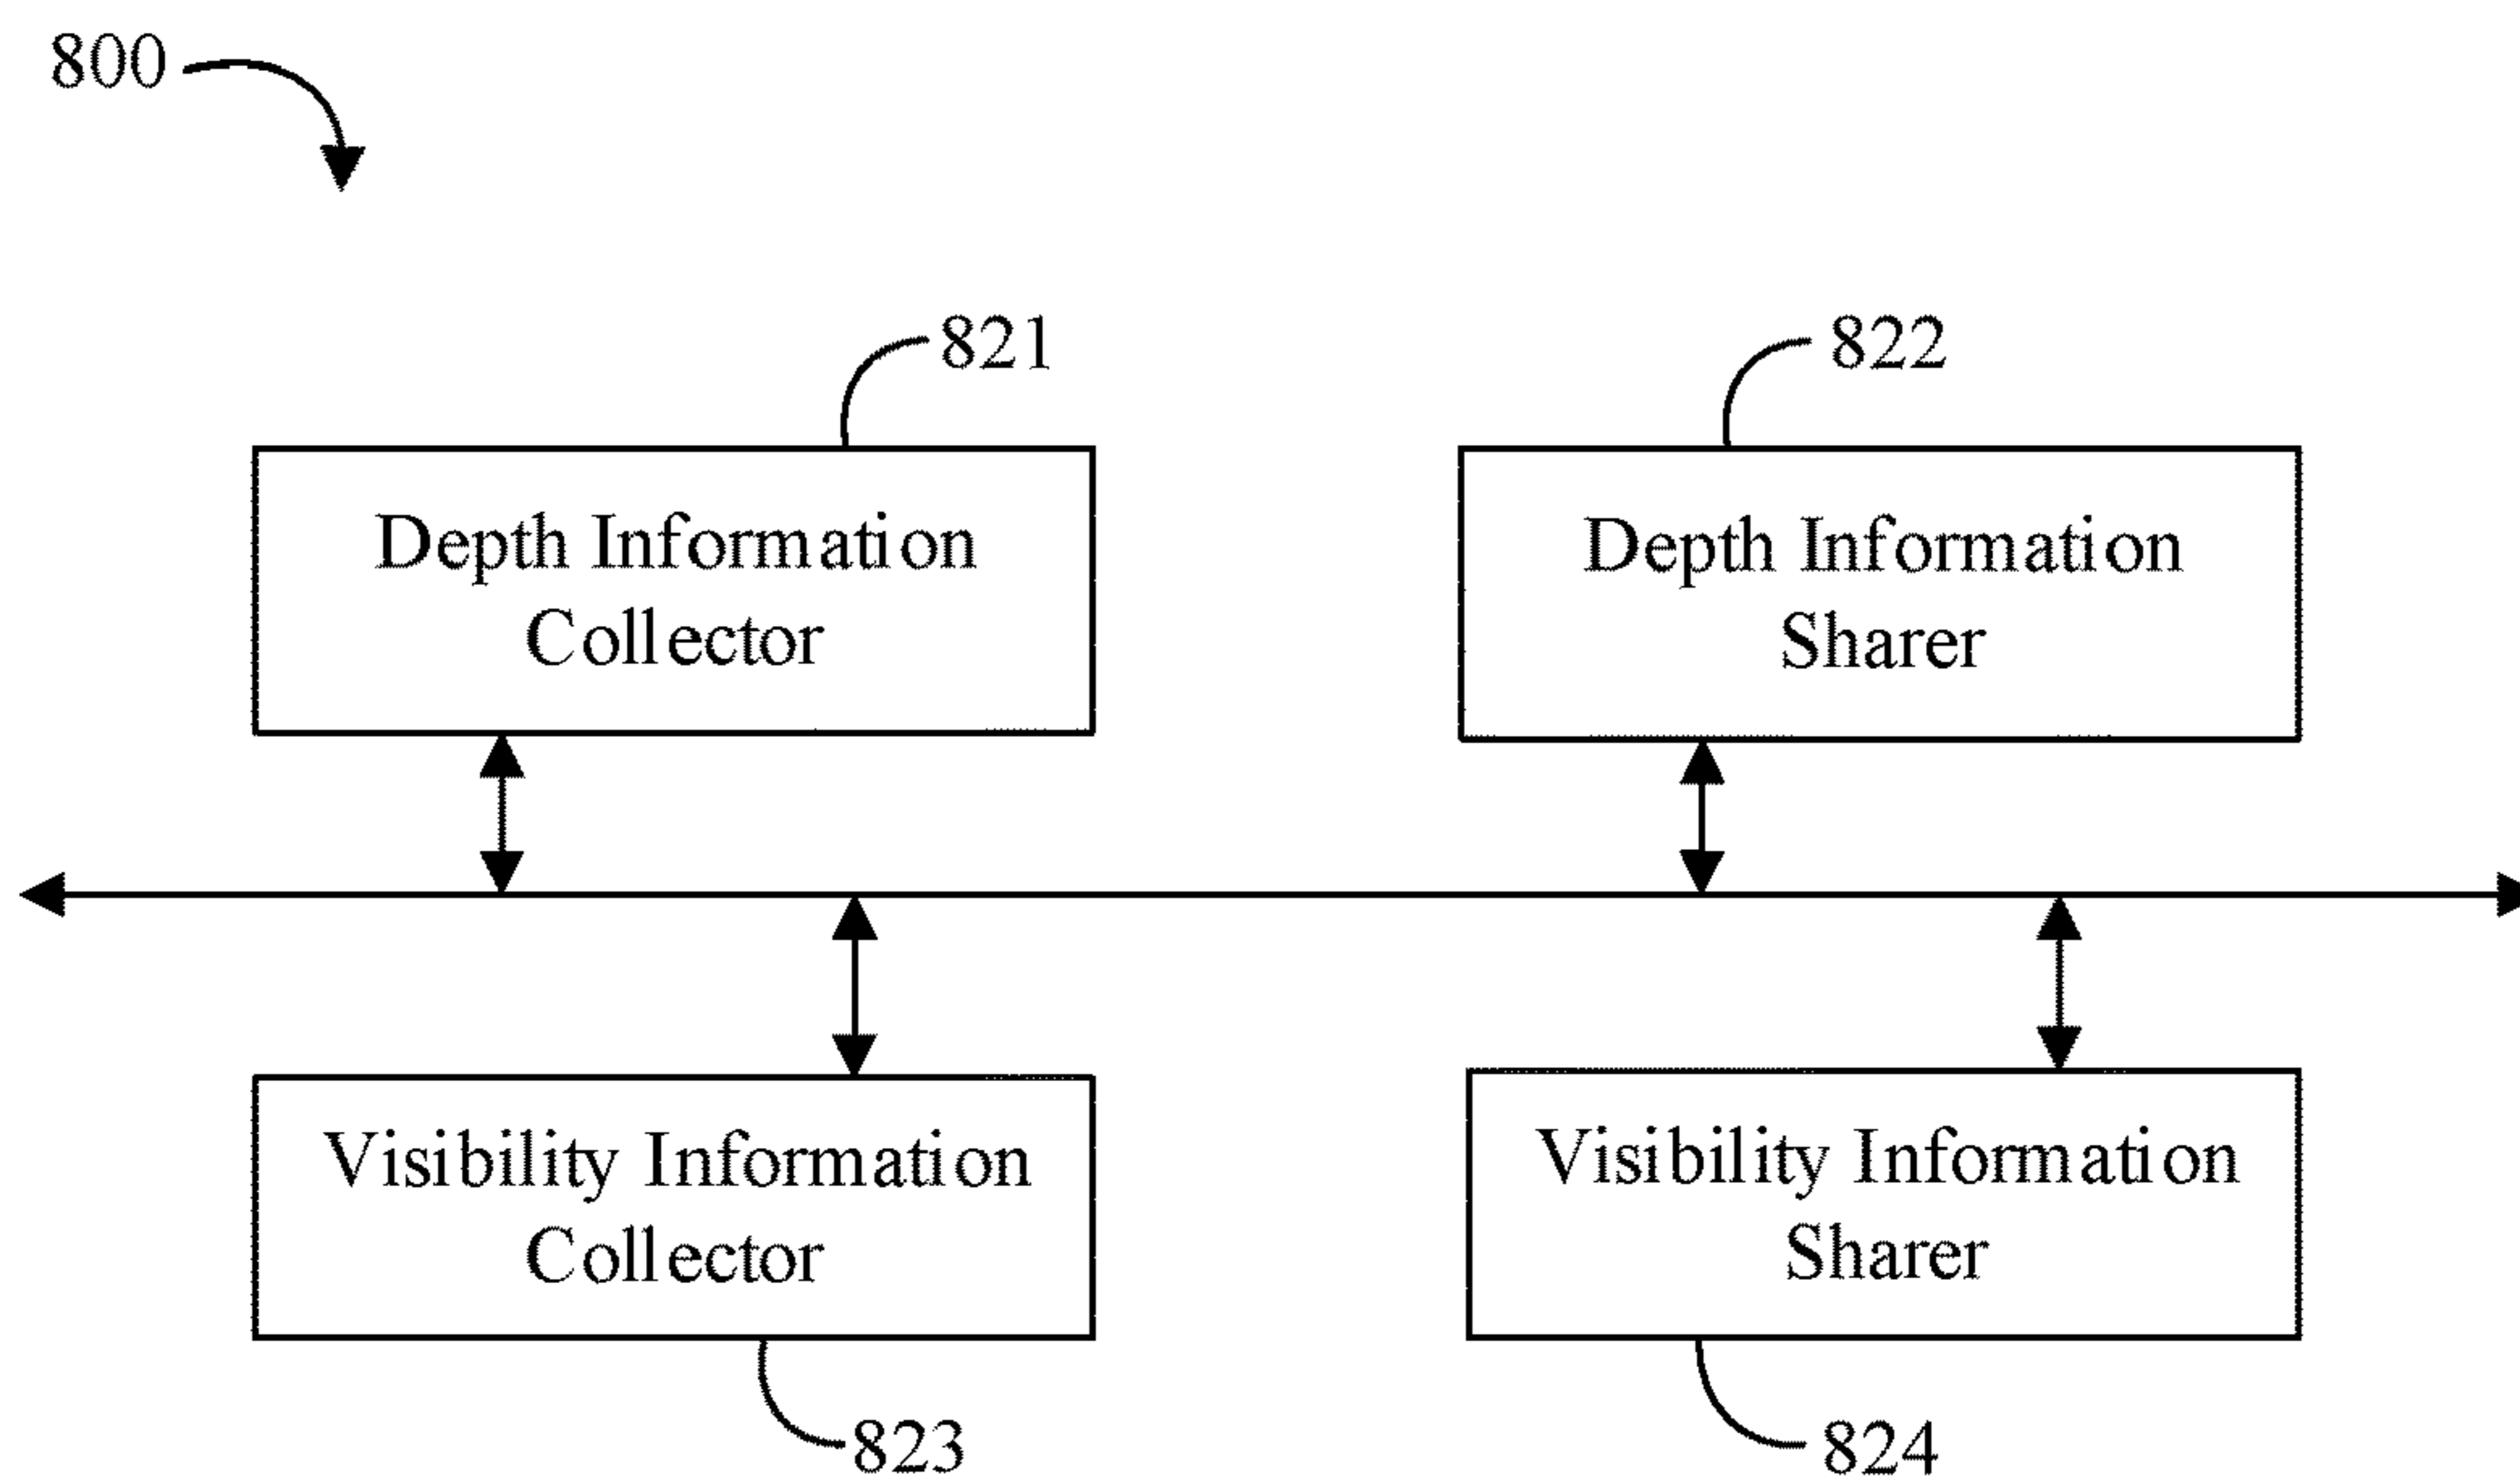 800
821
822
Depth Information
Collector
Depth Information
Sharer
Visibility Information
Collector
Visibility Information
Sharer
823
824